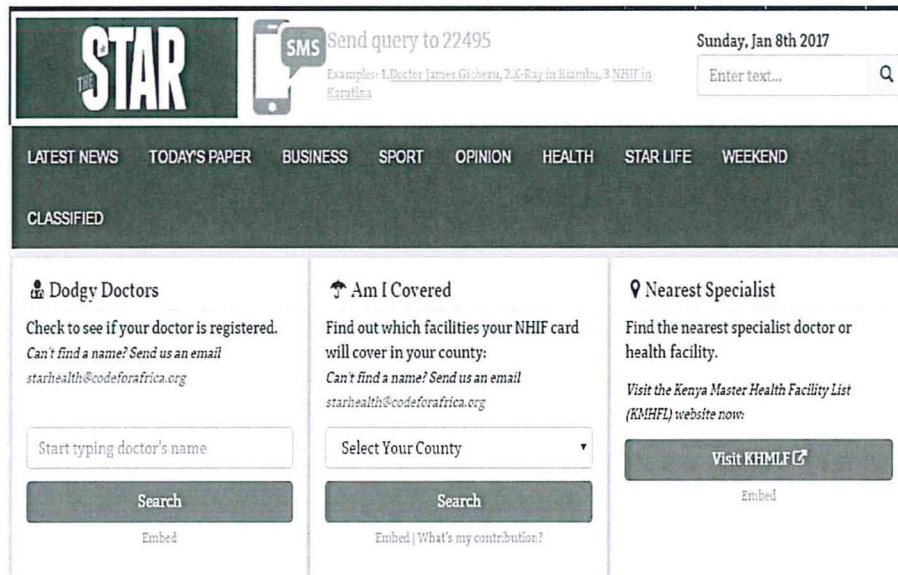 THE STAR
SMS
Send query to 22495
Examples: 1.Doctor James Gicheru, 2.X-Ray in Kiambu, 3.NHIF in
Karatina
Sunday, Jan 8th 2017
Enter text...
LATEST NEWS TODAY'S PAPER BUSINESS SPORT OPINION HEALTH STAR LIFE WEEKEND
CLASSIFIED
Dodgy Doctors
Check to see if your doctor is registered.
Can't find a name? Send us an email
starhealth@codeforafrica.org
Start typing doctor's name
Search
Embed
Am I Covered
Find out which facilities your NHIF card
will cover in your county:
Can't find a name? Send us an email
starhealth@codeforafrica.org
Select Your County
Search
Embed | What's my contribution?
Nearest Specialist
Find the nearest specialist doctor or
health facility.
Visit the Kenya Master Health Facility List
(KMHFL) website now:
Visit KHMLF
Embed